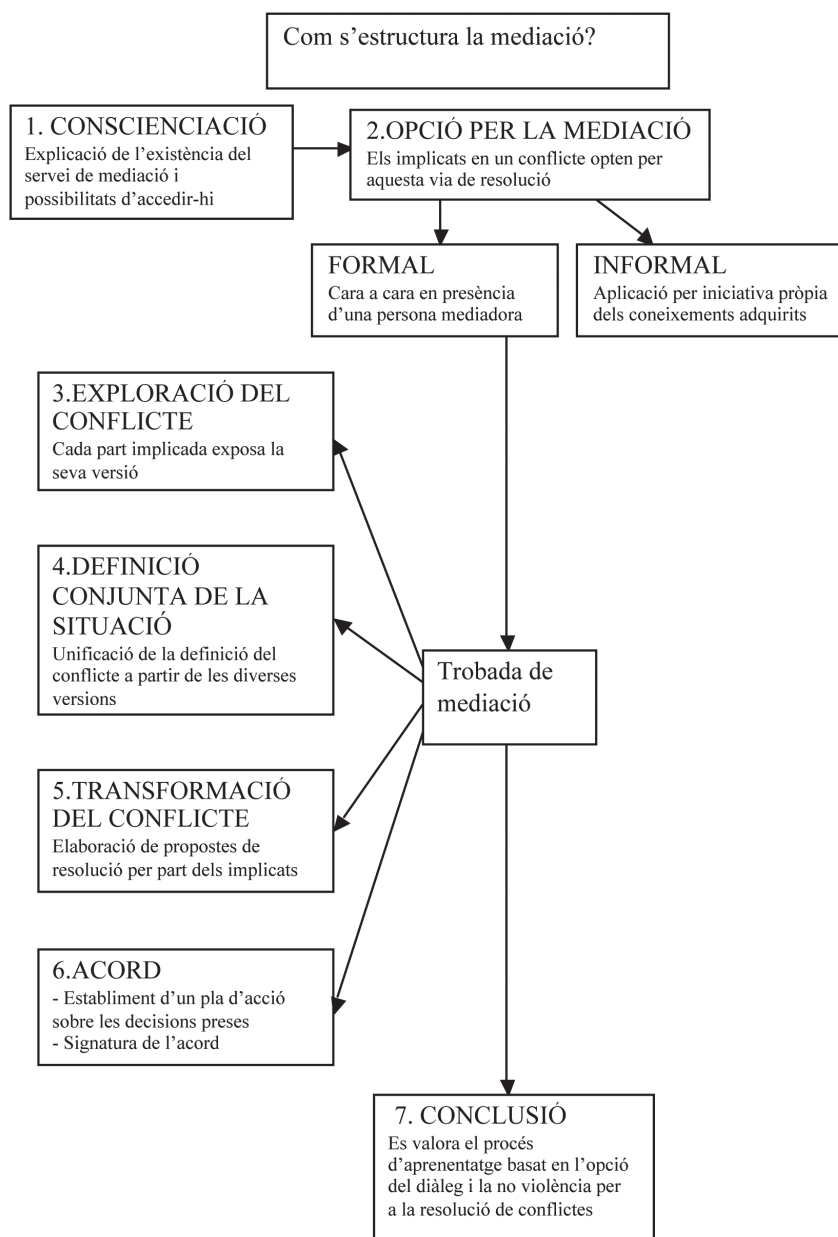 Com s’estructura la mediació?
1. CONSCIENCIACIÓ
Explicació de l’existència del
servei de mediació i
possibilitats d’accedir-hi
2.OPCIÓ PER LA MEDIACIÓ
Els implicats en un conflicte opten per
aquesta via de resolució
FORMAL
Cara a cara en presència
d’una persona mediadora
INFORMAL
Aplicació per iniciativa pròpia
dels coneixements adquirits
3.EXPLORACIÓ DEL
CONFLICTE
Cada part implicada exposa la
seva versió
4.DEFINICIÓ
CONJUNTA DE LA
SITUACIÓ
Unificació de la definició del
conflicte a partir de les diverses
versions
Trobada de
mediació
5.TRANSFORMACIÓ
DEL CONFLICTE
Elaboració de propostes de
resolució per part dels implicats
6.ACORD
- Establiment d’un pla d’acció
sobre les decisions preses
- Signatura de l’acord
7. CONCLUSIÓ
Es valora el procés
d’aprenentatge basat en l’opció
del diàleg i la no violència per
a la resolució de conflictes